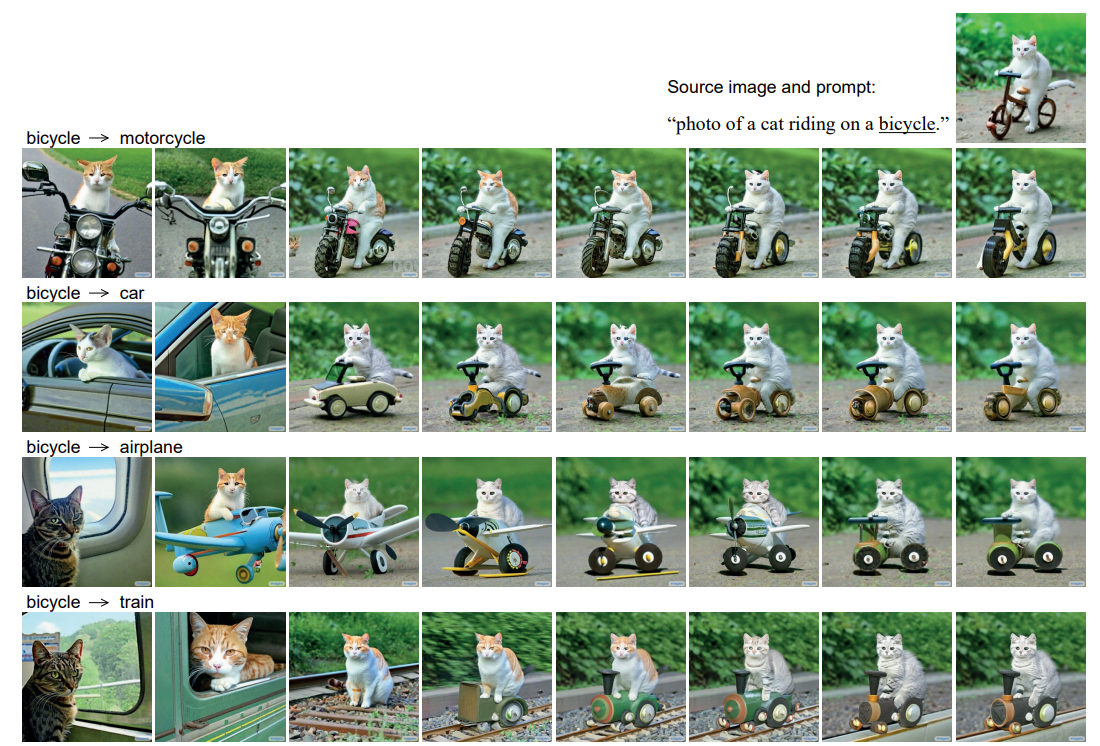 Source image and prompt:
“photo of a cat riding on a bicycle.”
bicycle → motorcycle
bicycle → car
bicycle → airplane
bicycle → train